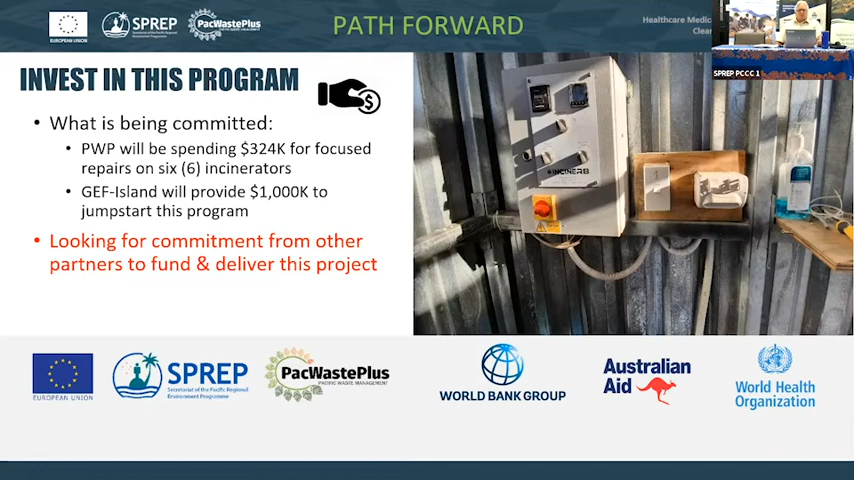 EUROPEAN UNION
SPREP
PacWastePlus
PATH FORWARD
Healthcare Medic
Clea
SPREP PCCC 1
INVEST IN THIS PROGRAM
$
• What is being committed:
• PWP will be spending $324K for focused
repairs on six (6) incinerators
• GEF-Island will provide $1,000K to
jumpstart this program
• Looking for commitment from other
partners to fund & deliver this project
INCINER8
EUROPEAN UNION
SPREP
Secretariat of the Pacific Regional
Environment Programme
PacWastePlus
PACIFIC WASTE MANAGEMENT
WORLD BANK GROUP
Australian
Aid
World Health
Organization